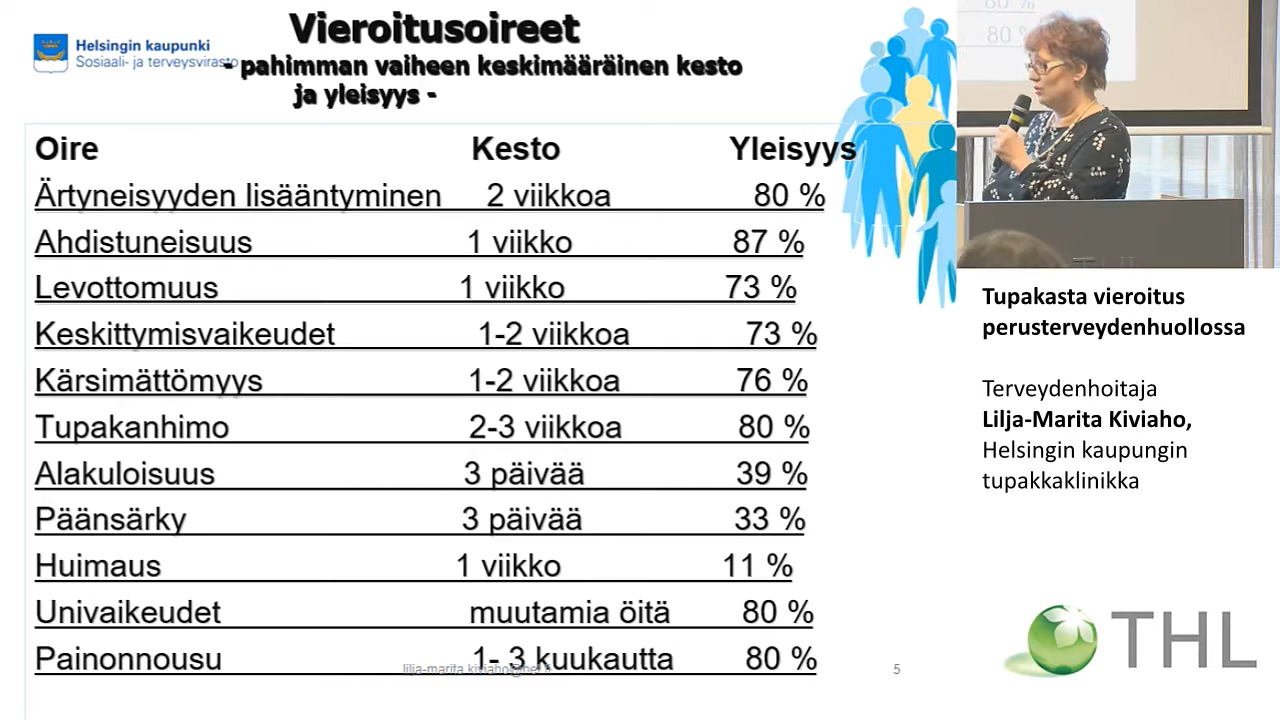 Vieroitusoireet
- pahimman vaiheen keskimääräinen kesto
ja yleisyys -
Helsingin kaupunki
Sosiaali- ja terveysvirasto
Oire Kesto Yleisyys
Ärtyneisyyden lisääntyminen 2 viikkoa 80 %
Ahdistuneisuus 1 viikko 87 %
Levottomuus 1 viikko 73 %
Keskittymisvaikeudet 1-2 viikkoa 73 %
Kärsimättömyys 1-2 viikkoa 76 %
Tupakanhimo 2-3 viikkoa 80 %
Alakuloisuus 3 päivää 39 %
Päänsärky 3 päivää 33 %
Huimaus 1 viikko 11 %
Univaikeudet muutamia öitä 80 %
Painonnousu 1- 3 kuukautta 80 %
5
80 %
80 %
Tupakasta vieroitus
perusterveydenhuollossa
Terveydenhoitaja
Lilja-Marita Kiviaho,
Helsingin kaupungin
tupakkaklinikka
THL